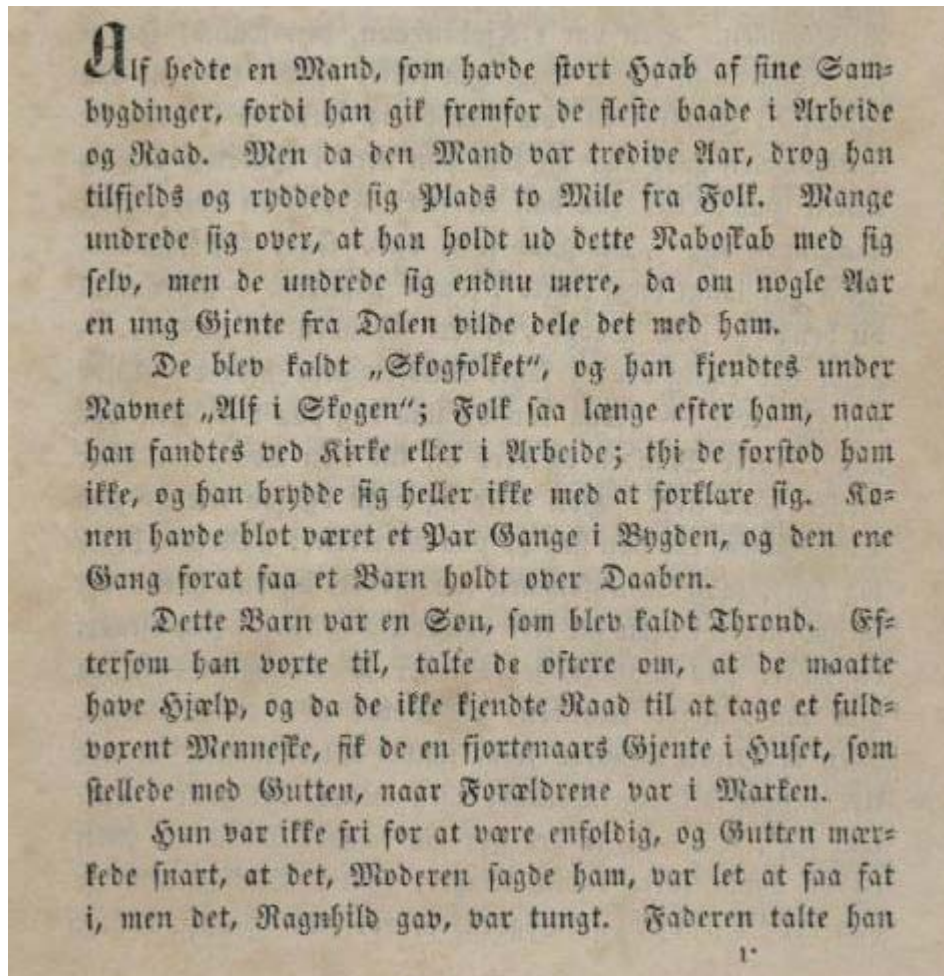 Alf hedte en Mand, som havde stort Haab af sine Sam-
bygdinger, fordi han gik fremfor de fleste baade i Arbeide
og Raad. Men da den Mand var tredive Aar, drog han
tilfjelds og ryddede sig Plads to Mile fra Folk. Mange
undrede sig over, at han holdt ud dette Naboskab med sig
selv, men de undrede sig endnu mere, da om nogle Aar
en ung Gjente fra Dalen vilde dele det med ham.
De blev kaldt „Skogfolket“, og han kjendtes under
Navnet „Alf i Skogen“; Folk saa længe efter ham, naar
han fandtes ved Kirke eller i Arbeide; thi de forstod ham
ikke, og han brydde sig heller ikke med at forklare sig. Ko-
nen havde blot været et Par Gange i Bygden, og den ene
Gang forat faa et Barn holdt over Daaben.
Dette Barn var en Søn, som blev kaldt Thrond. Ef-
tersom han voxte til, talte de oftere om, at de maatte
have Hjælp, og da de ikke kjendte Raad til at tage et fuld-
voxent Menneske, fik de en fjortenaars Gjente i Huset, som
stellede med Gutten, naar Forældrene var i Marken.
Hun var ikke fri for at være enfoldig, og Gutten mær-
kede snart, at det, Moderen sagde ham, var let at faa fat
i, men det, Ragnhild gav, var tungt. Faderen talte han
1*